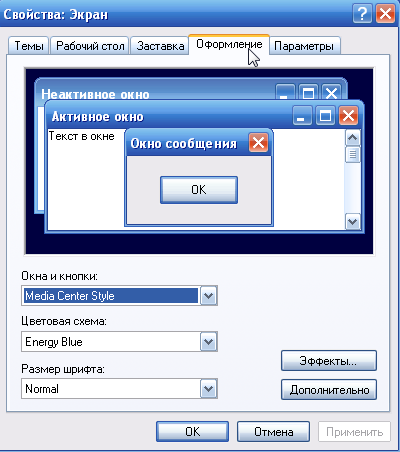 Свойства: Экран
Темы Рабочий стол Заставка Оформление Параметры
Неактивное окно
Активное окно
Текст в окне
Окно сообщения
OK
Окна и кнопки:
Media Center Style
Цветовая схема:
Energy Blue
Размер шрифта:
Normal
Эффекты...
Дополнительно
OK Отмена Применить